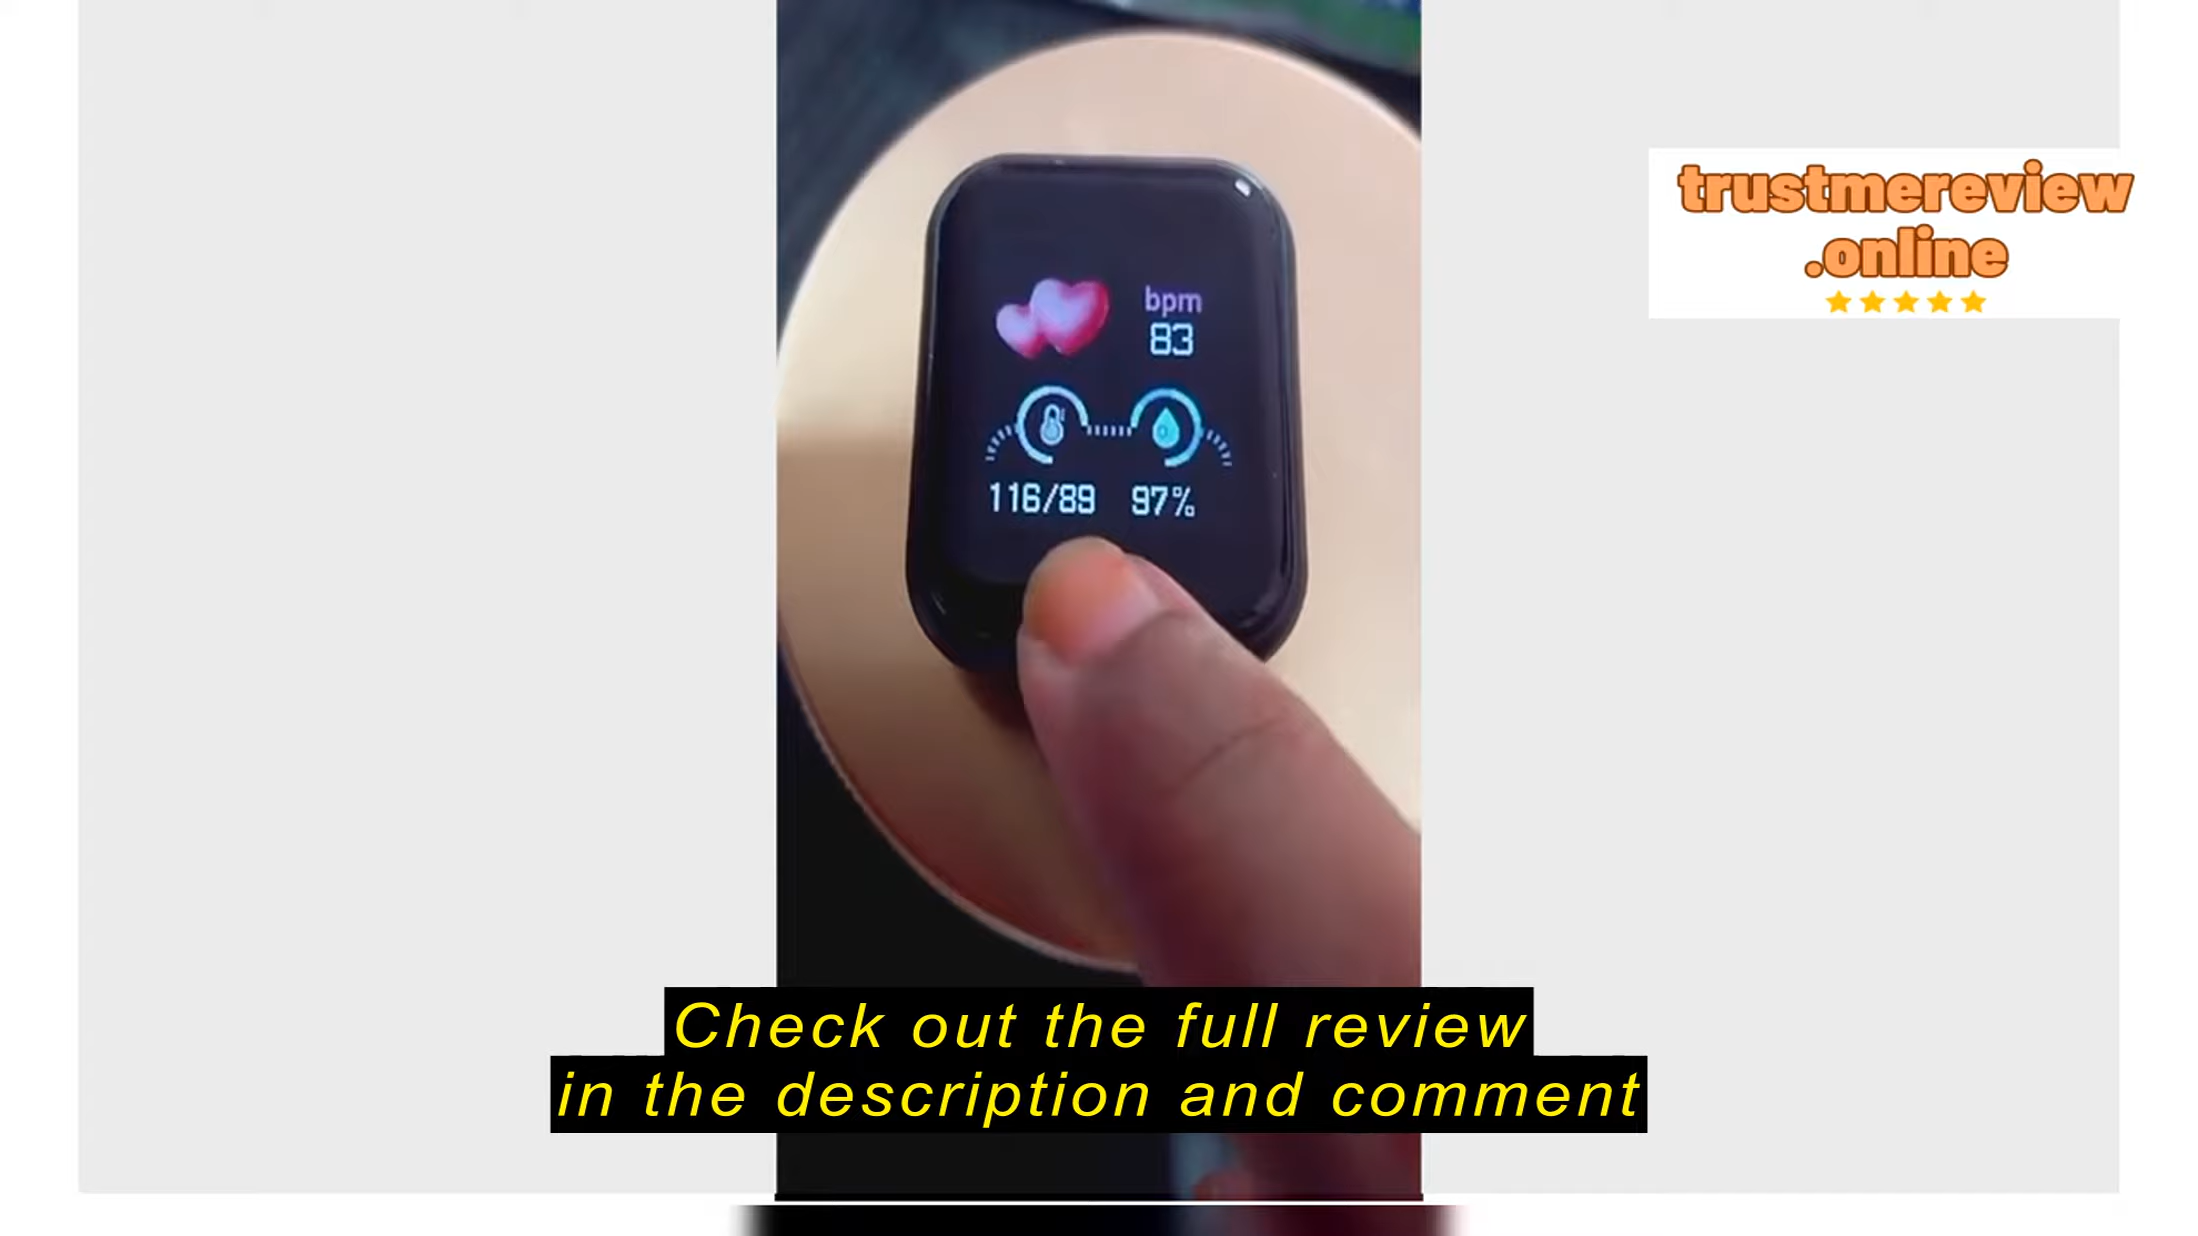 trustmereview
.online
bpm
83
116/89 97%
Check out the full review
in the description and comment